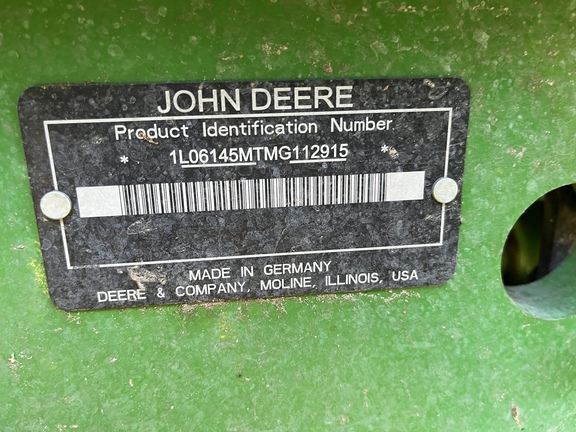 JOHN DEERE
Product Identification Number
* 1L06145MTMG112915 *
MADE IN GERMANY
DEERE & COMPANY, MOLINE, ILLINOIS, USA